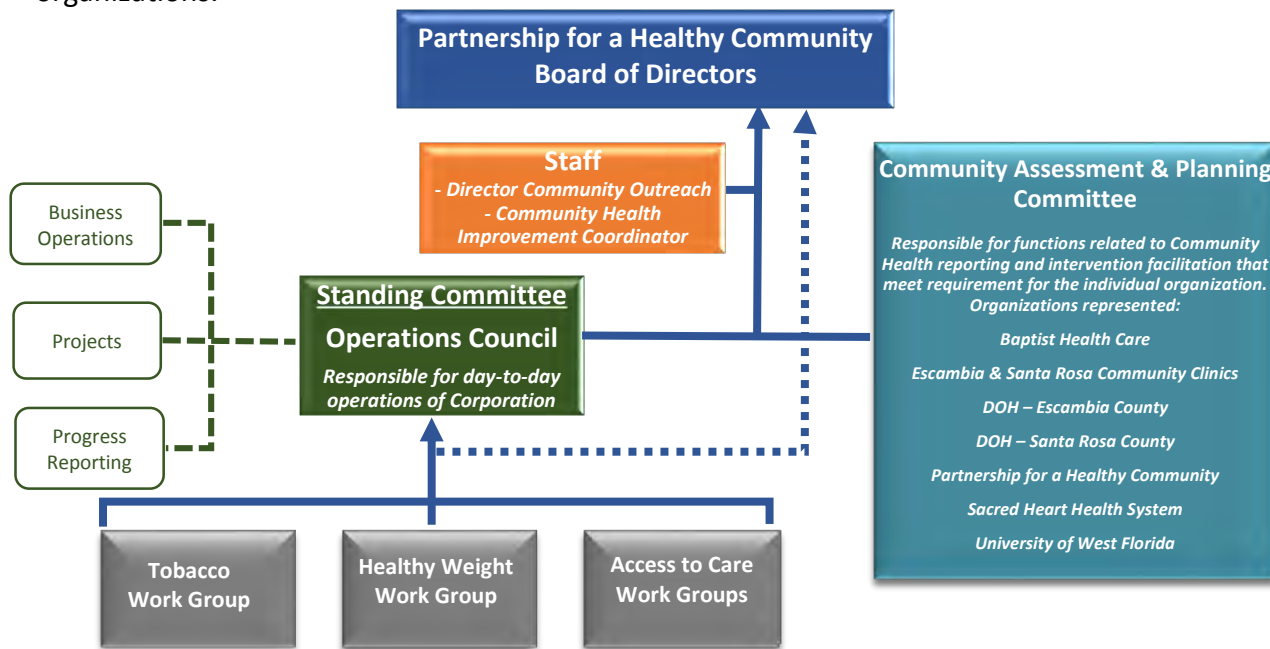 organizations.
Partnership for a Healthy Community
Board of Directors
Staff
- Director Community Outreach
- Community Health
Improvement Coordinator
Community Assessment & Planning
Committee
Responsible for functions related to Community
Health reporting and intervention facilitation that
meet requirement for the individual organization.
Organizations represented:
Baptist Health Care
Escambia & Santa Rosa Community Clinics
DOH – Escambia County
DOH – Santa Rosa County
Partnership for a Healthy Community
Sacred Heart Health System
University of West Florida
Business
Operations
Projects
Progress
Reporting
Standing Committee
Operations Council
Responsible for day-to-day
operations of Corporation
Tobacco
Work Group
Healthy Weight
Work Group
Access to Care
Work Groups